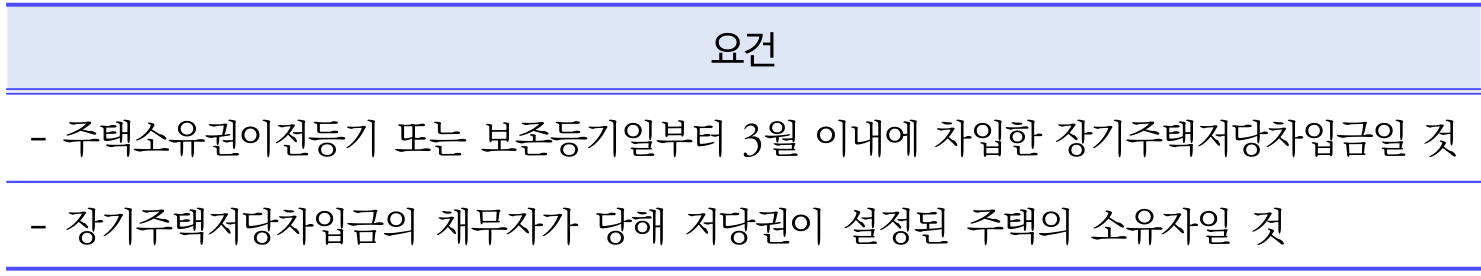 요건
- 주택소유권이전등기 또는 보존등기일부터 3월 이내에 차입한 장기주택저당차입금일 것
- 장기주택저당차입금의 채무자가 당해 저당권이 설정된 주택의 소유자일 것